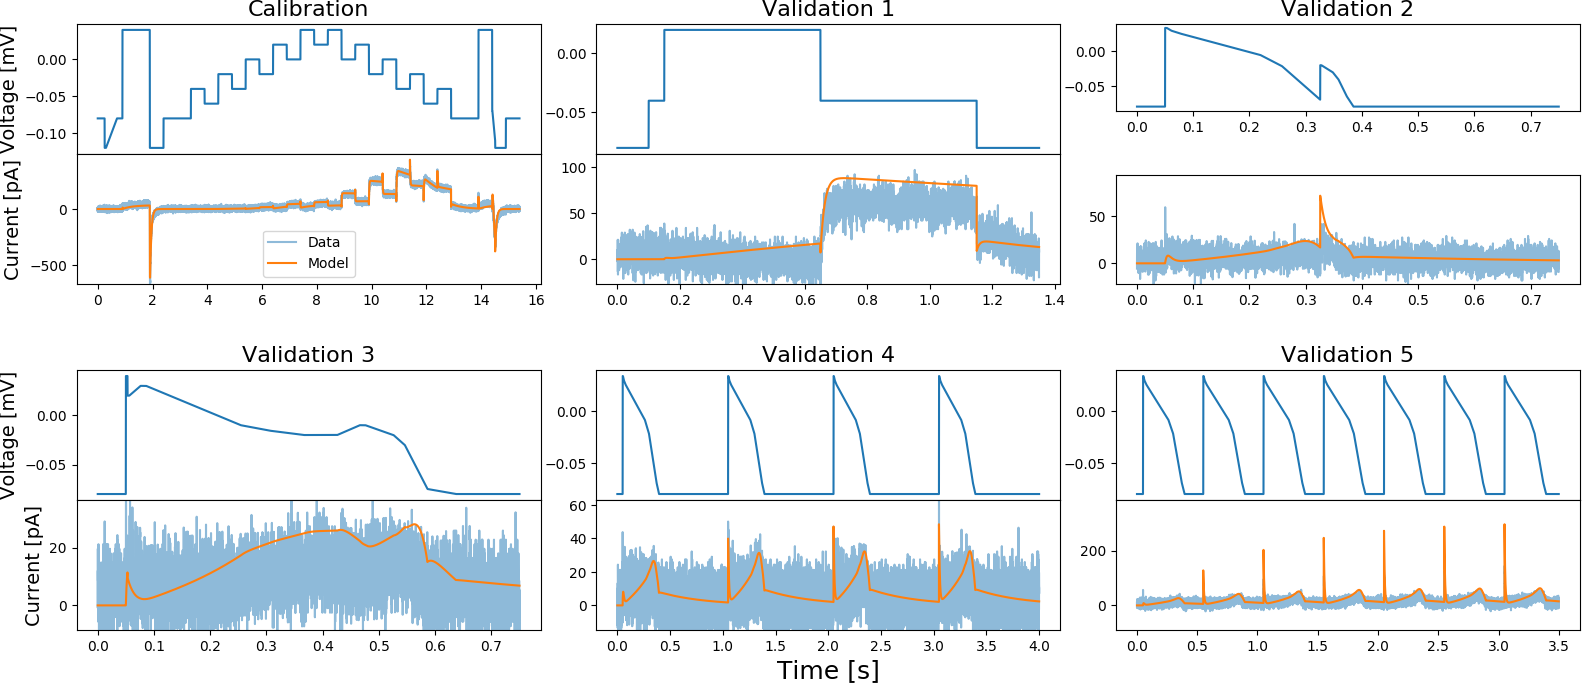 Calibration
Validation 1
Validation 2
Voltage [mV]
0.00
−0.05
−0.10
0.00
−0.05
0.00
−0.05
0.0 0.1 0.2 0.3 0.4 0.5 0.6 0.7
Current [pA]
0
−500
Data
Model
0 2 4 6 8 10 12 14 16
100
50
0
0.0 0.2 0.4 0.6 0.8 1.0 1.2 1.4
50
0
0.0 0.1 0.2 0.3 0.4 0.5 0.6 0.7
Validation 3
Validation 4
Validation 5
Voltage [mV]
0.00
−0.05
0.00
−0.05
0.00
−0.05
Current [pA]
20
0
0.0 0.1 0.2 0.3 0.4 0.5 0.6 0.7
60
40
20
0
0.0 0.5 1.0 1.5 2.0 2.5 3.0 3.5 4.0
200
0
0.0 0.5 1.0 1.5 2.0 2.5 3.0 3.5
Time [s]